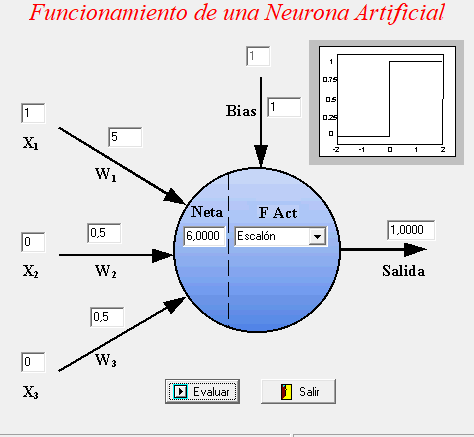 Funcionamiento de una Neurona Artificial
1
1
0.75
0.5
0.25
0
-2 -1 0 1 2
Bias 1
1
X1
5
W1
Neta F Act
6,0000 Escalón
1,0000
Salida
0
X2
0,5
W2
0,5
W3
0
X3
Evaluar Salir